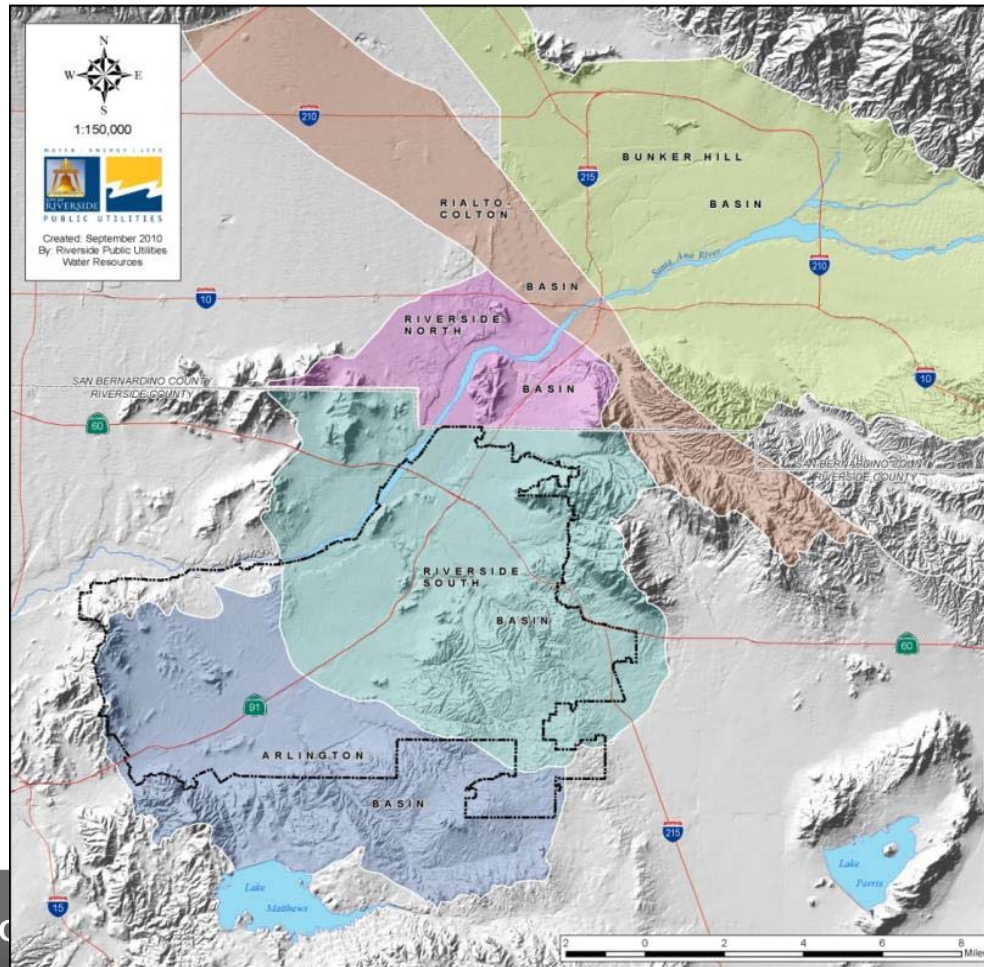 N
W E
S
1:150,000
WATER | ENERGY | LIFE
CITY OF
RIVERSIDE
PUBLIC UTILITIES
Created: September 2010
By: Riverside Public Utilities
Water Resources
210
BUNKER HILL
215
BASIN
RIALTO-
COLTON
Santa Ana River
210
10
BASIN
RIVERSIDE
NORTH
10
BASIN
SAN BERNARDINO COUNTY
RIVERSIDE COUNTY
60
SAN BERNARDINO COUNTY
RIVERSIDE COUNTY
RIVERSIDE
SOUTH
BASIN
60
91
ARLINGTON
BASIN
215
Lake
Perris
Lake
Matthews
15
2 0 2 4 6 8
Miles